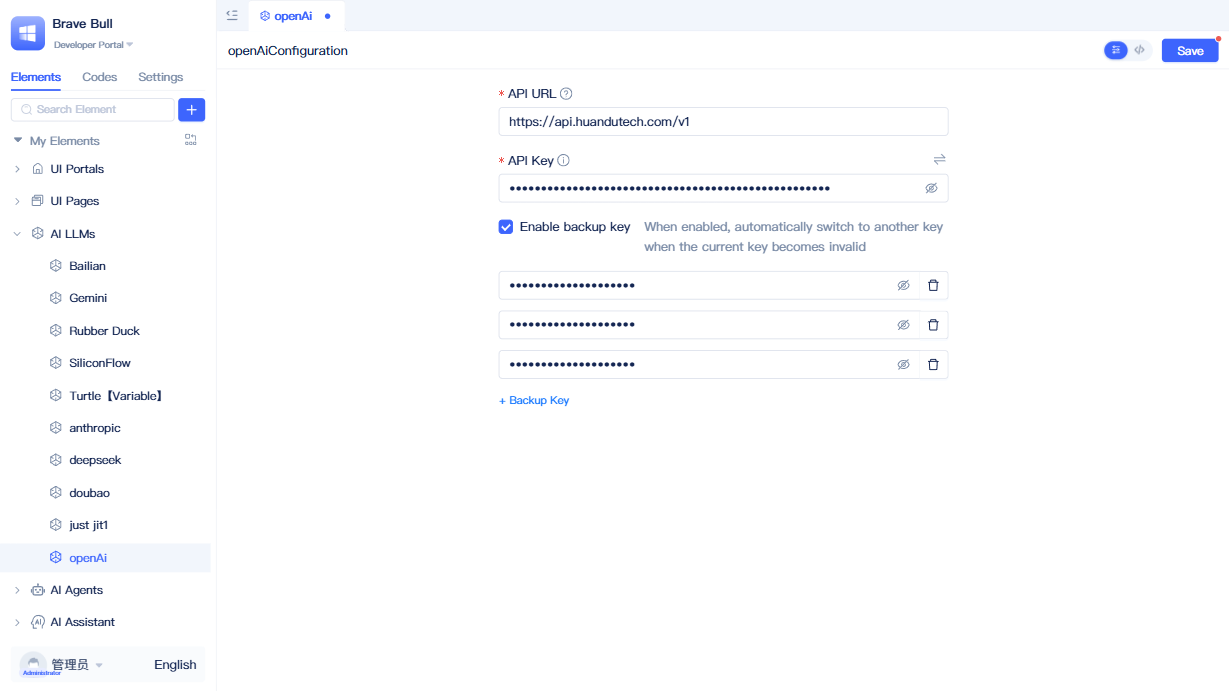 Brave Bull
Developer Portal
Elements Codes Settings
Search Element
My Elements
UI Portals
UI Pages
AI LLMs
Bailian
Gemini
Rubber Duck
SiliconFlow
Turtle【Variable】
anthropic
deepseek
doubao
just jit1
openAi
AI Agents
AI Assistant
管理员
Administrator
English
openAi
openAiConfiguration
Save
* API URL
https://api.huandutech.com/v1
* API Key
Enable backup key
When enabled, automatically switch to another key
when the current key becomes invalid
+ Backup Key